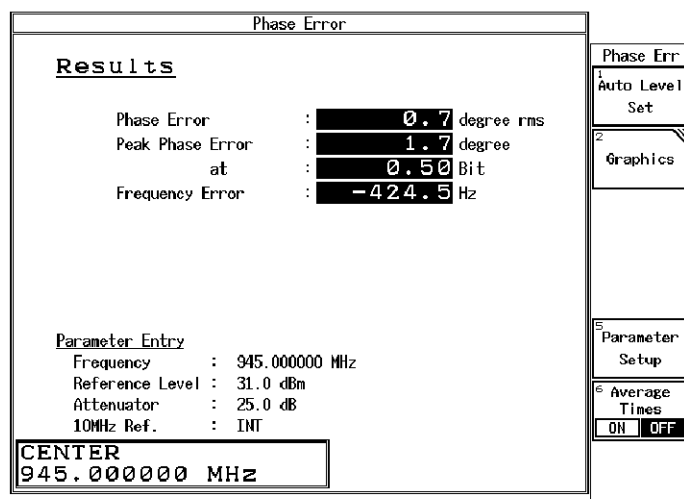 Phase Error
Results
Phase Error : 0.7 degree rms
Peak Phase Error : 1.7 degree
at : 0.50 Bit
Frequency Error : -424.5 Hz
Parameter Entry
Frequency : 945.000000 MHz
Reference Level : 31.0 dBm
Attenuator : 25.0 dB
10MHz Ref. : INT
CENTER
945.000000 MHz
Phase Err
1
Auto Level
Set
2
Graphics
5
Parameter
Setup
6 Average
Times
ON OFF